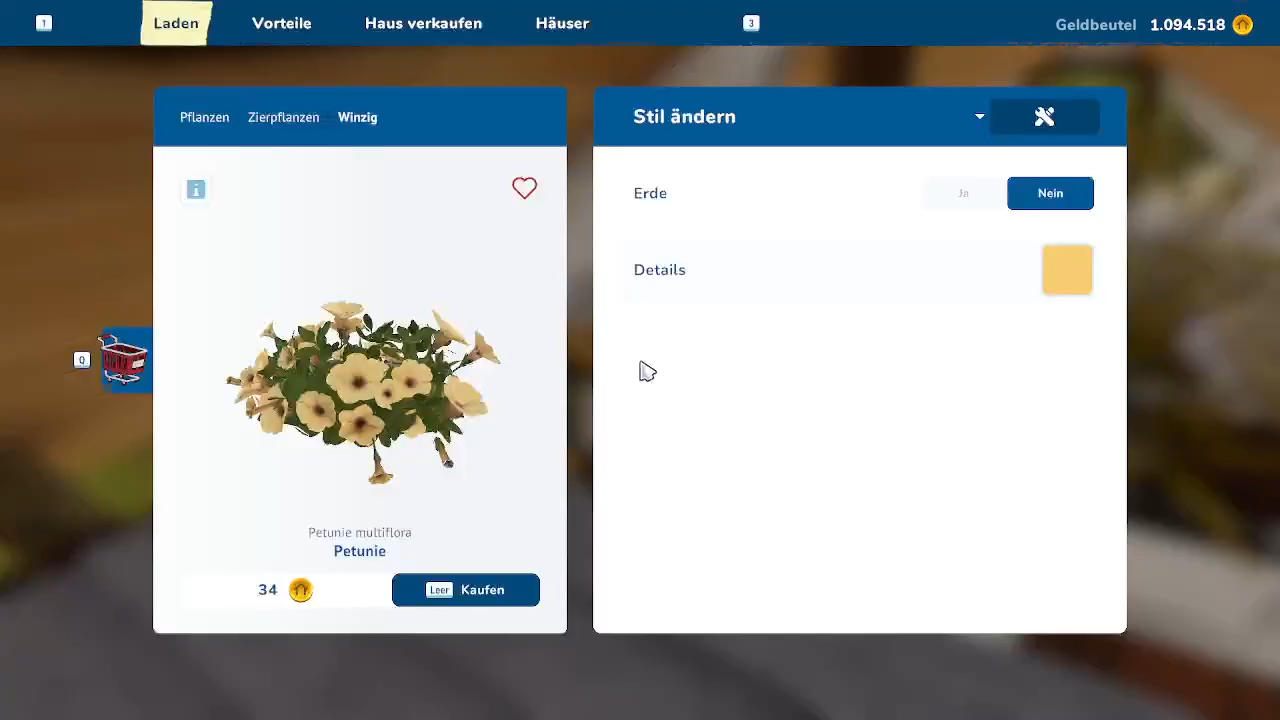 1
Laden
Vorteile
Haus verkaufen
Häuser
3
Geldbeutel 1.094.518
Pflanzen Zierpflanzen Winzig
Stil ändern
i
Erde
Ja
Nein
Details
Q
Petunie multiflora
Petunie
34
Leer Kaufen